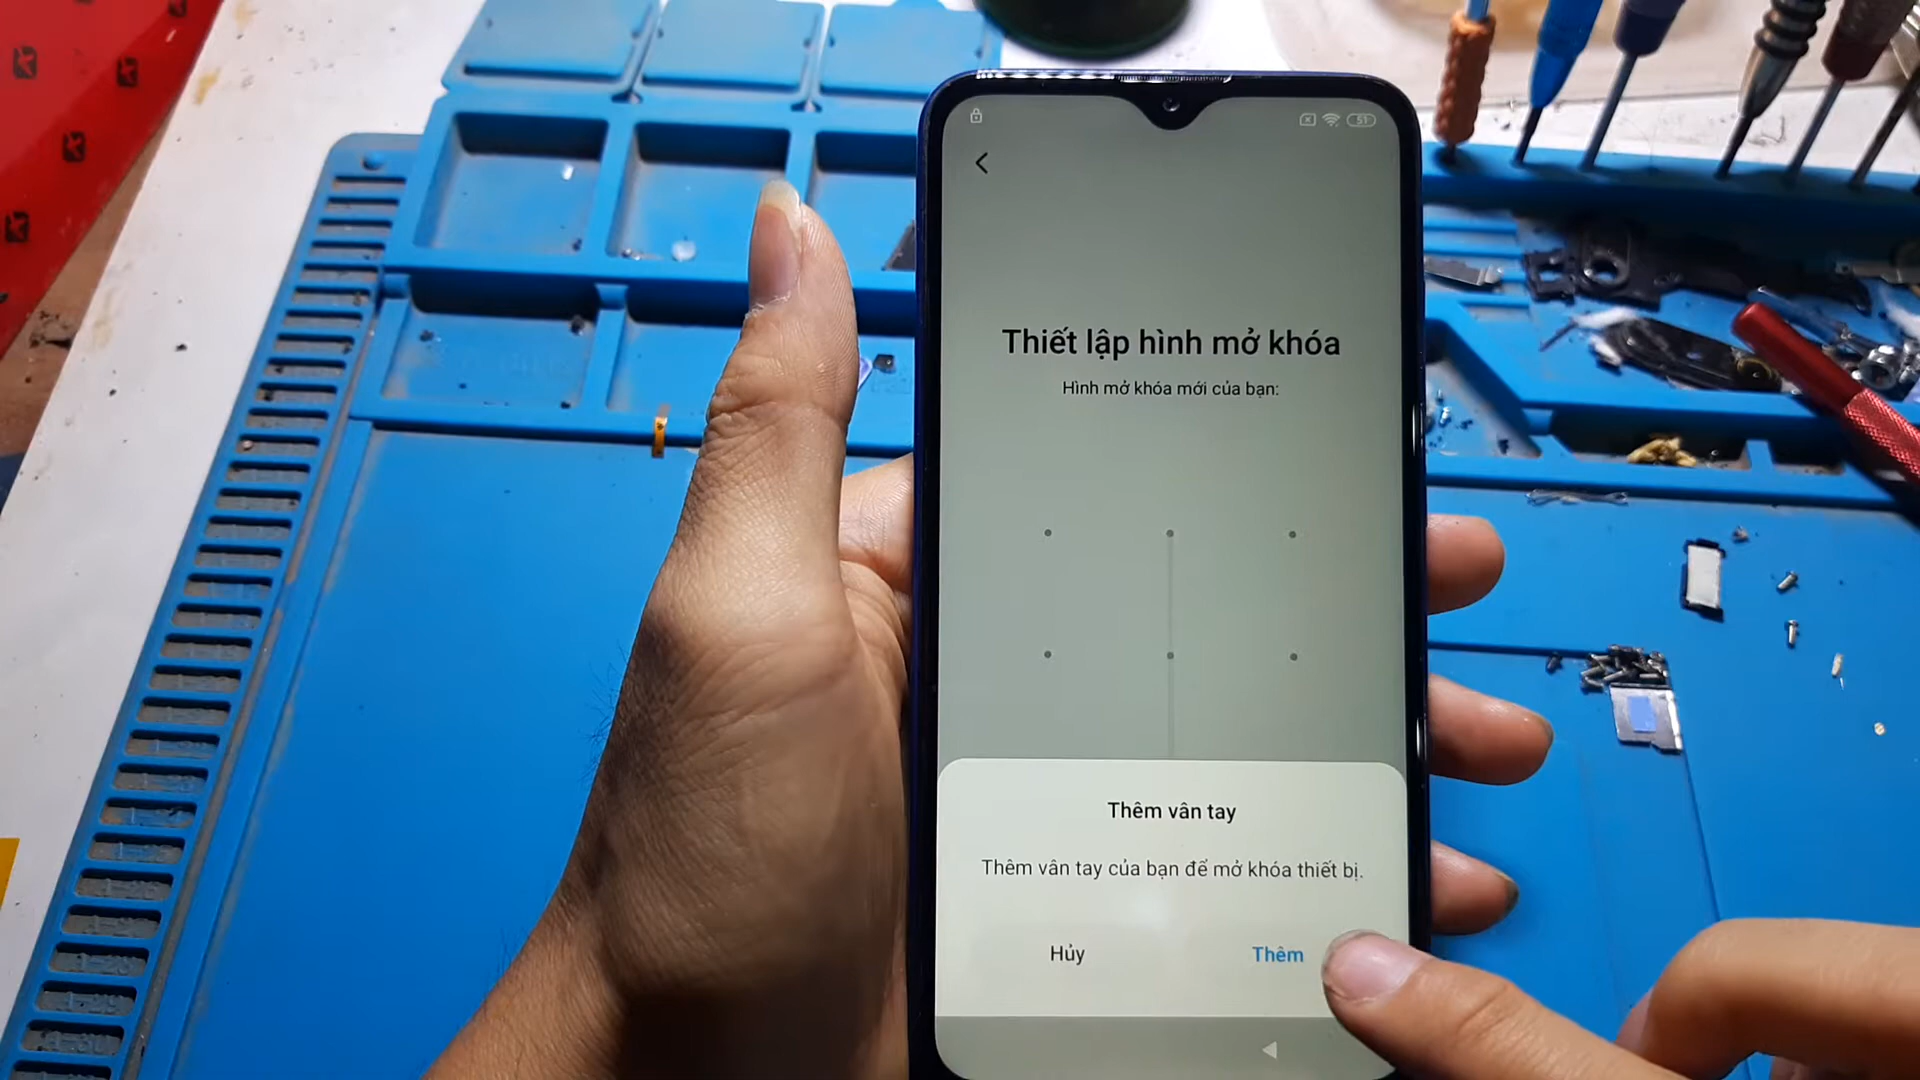 51
Thiết lập hình mở khóa
Hình mở khóa mới của bạn:
Thêm vân tay
Thêm vân tay của bạn để mở khóa thiết bị.
Hủy
Thêm